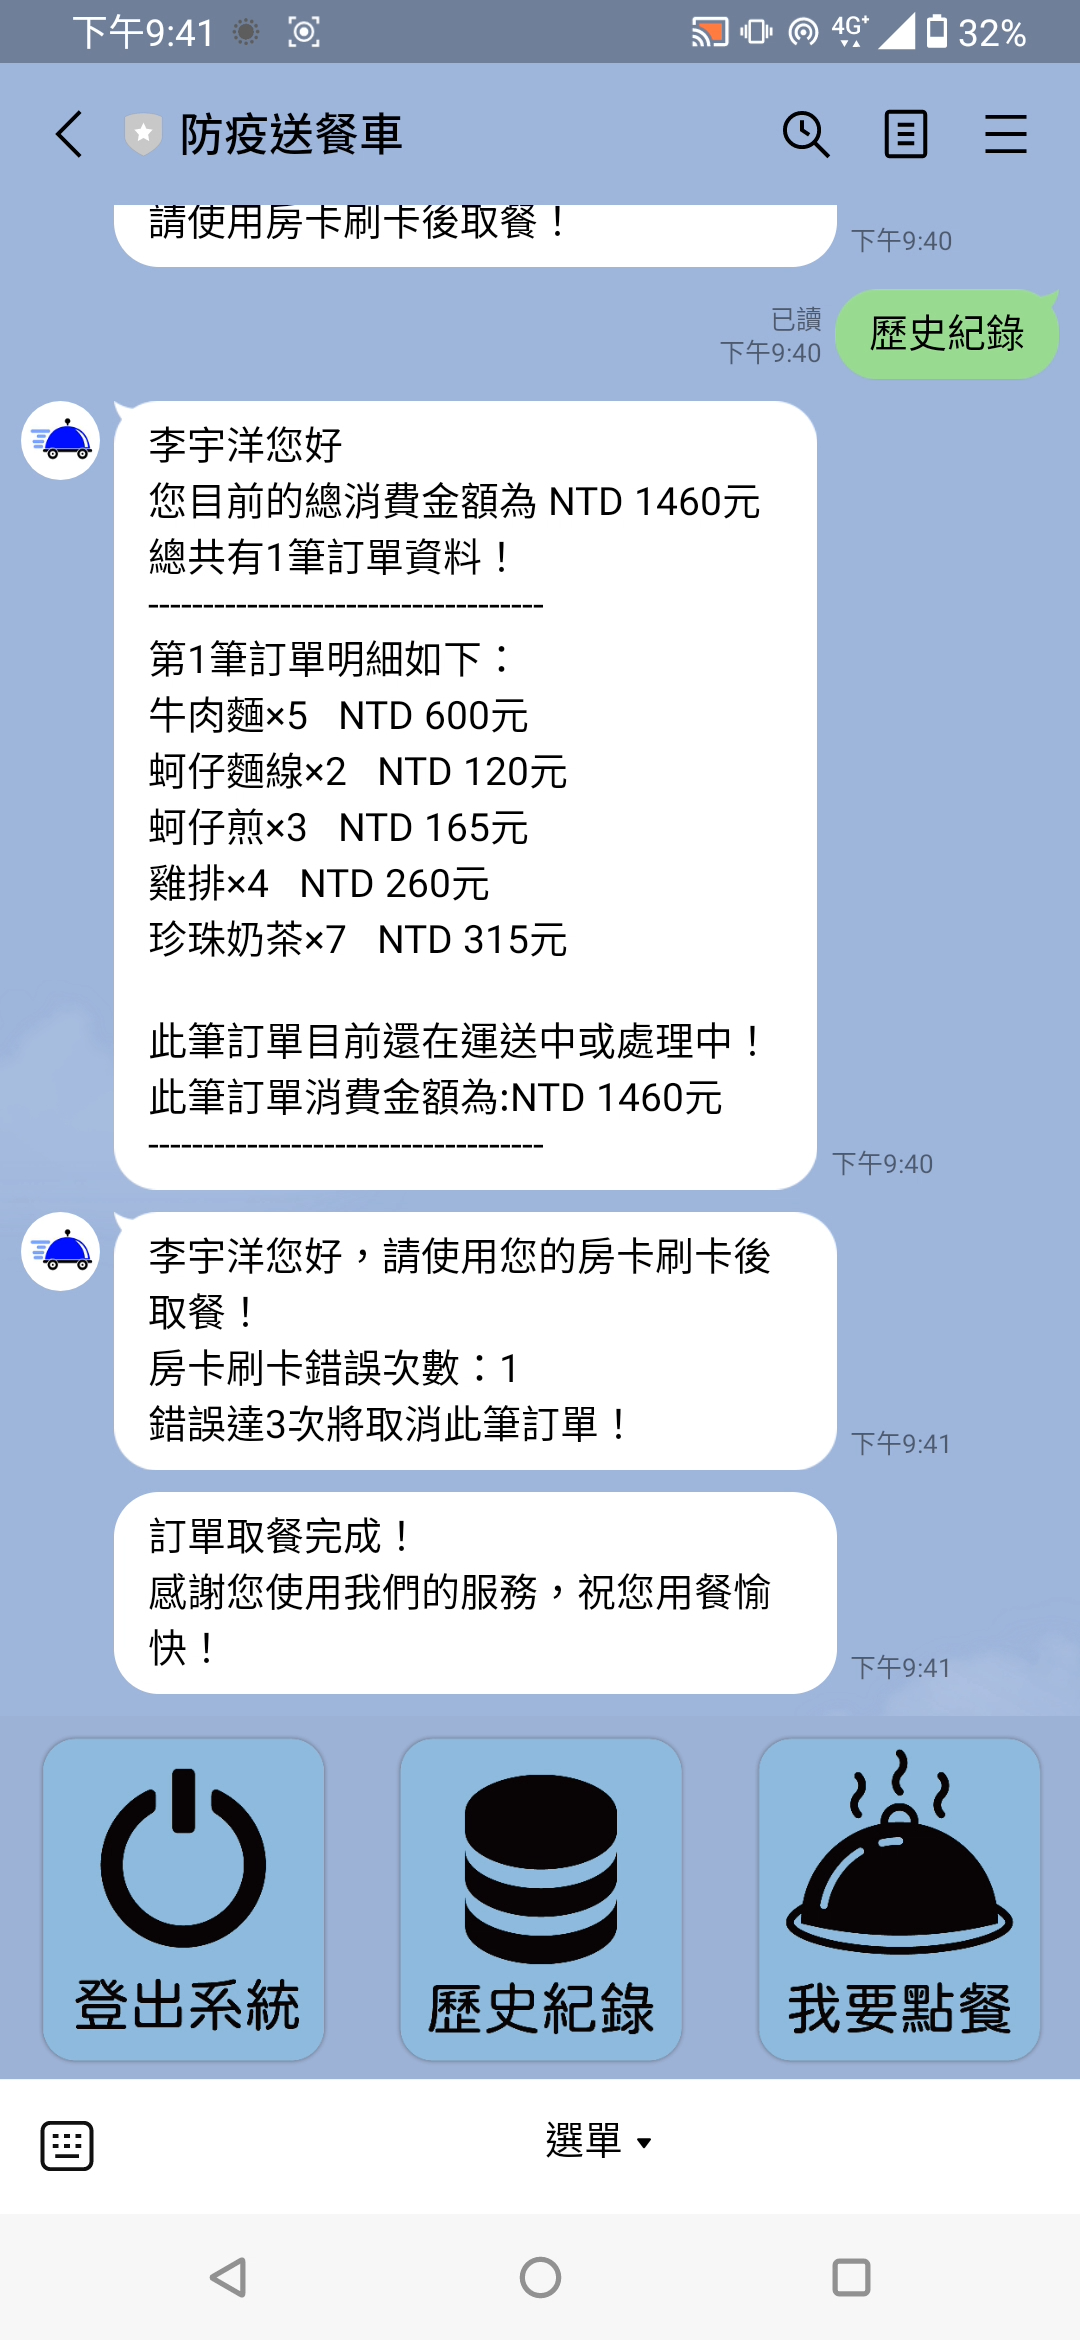 下午9:41
4G+
32%
防疫送餐車
請使用房卡刷卡後取餐！
下午9:40
已讀
下午9:40
歷史紀錄
李宇洋您好
您目前的總消費金額為 NTD 1460元
總共有1筆訂單資料！
------------------------------------
第1筆訂單明細如下：
牛肉麵×5 NTD 600元
蚵仔麵線×2 NTD 120元
蚵仔煎×3 NTD 165元
雞排×4 NTD 260元
珍珠奶茶×7 NTD 315元
此筆訂單目前還在運送中或處理中！
此筆訂單消費金額為:NTD 1460元
------------------------------------
下午9:40
李宇洋您好，請使用您的房卡刷卡後
取餐！
房卡刷卡錯誤次數：1
錯誤達3次將取消此筆訂單！
下午9:41
訂單取餐完成！
感謝您使用我們的服務，祝您用餐愉
快！
下午9:41
登出系統
歷史紀錄
我要點餐
選單